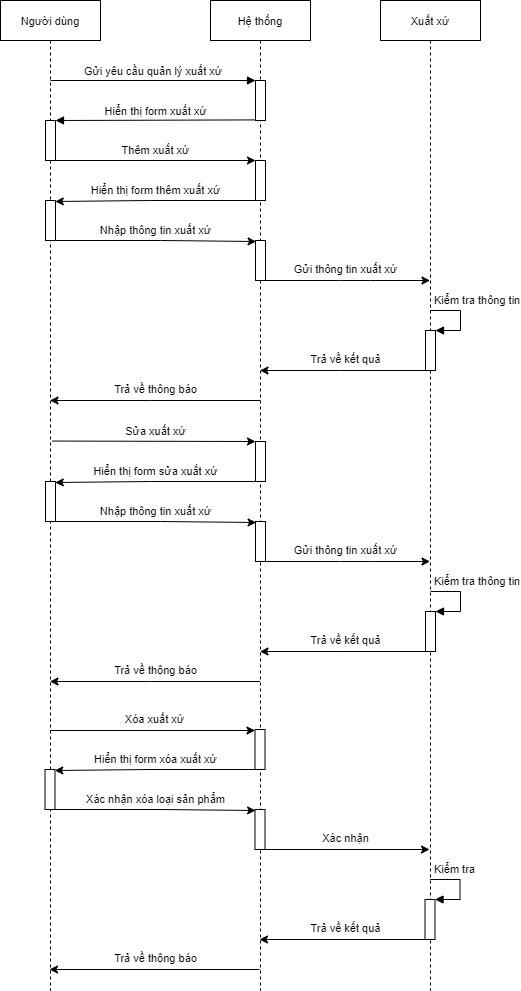 Người dùng
Hệ thống
Xuất xứ
Gửi yêu cầu quản lý xuất xứ
Hiển thị form xuất xứ
Thêm xuất xứ
Hiển thị form thêm xuất xứ
Nhập thông tin xuất xứ
Gửi thông tin xuất xứ
Kiểm tra thông tin
Trả về kết quả
Trả về thông báo
Sửa xuất xứ
Hiển thị form sửa xuất xứ
Nhập thông tin xuất xứ
Gửi thông tin xuất xứ
Kiểm tra thông tin
Trả về kết quả
Trả về thông báo
Xóa xuất xứ
Hiển thị form xóa xuất xứ
Xác nhận xóa loại sản phẩm
Xác nhận
Kiểm tra
Trả về kết quả
Trả về thông báo